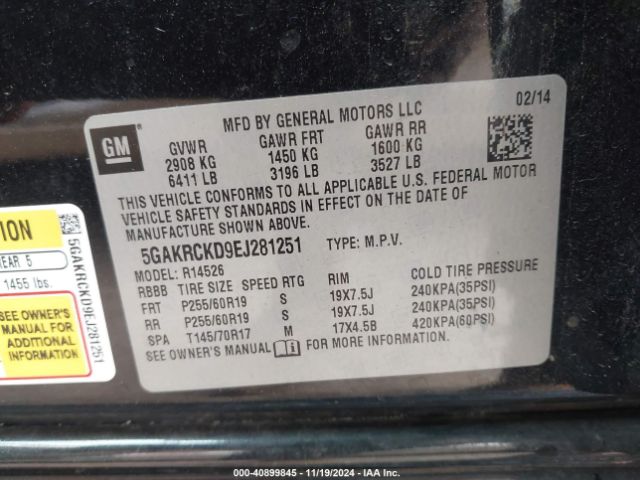 MFD BY GENERAL MOTORS LLC
02/14
GM
GVWR GAWR FRT GAWR RR
2908 KG 1450 KG 1600 KG
6411 LB 3196 LB 3527 LB
THIS VEHICLE CONFORMS TO ALL APPLICABLE U.S. FEDERAL MOTOR
VEHICLE SAFETY STANDARDS IN EFFECT ON THE DATE OF
MANUFACTURE SHOWN ABOVE.
5GAKRCKD9EJ281251 TYPE: M.P.V.
MODEL: R14526
RBBB TIRE SIZE SPEED RTG RIM COLD TIRE PRESSURE
FRT P255/60R19 S 19X7.5J 240KPA(35PSI)
RR P255/60R19 S 19X7.5J 240KPA(35PSI)
SPA T145/70R17 M 17X4.5B 420KPA(60PSI)
SEE OWNER'S MANUAL FOR MORE INFORMATION.
TION
REAR 5
1455 lbs.
SEE OWNER'S
MANUAL FOR
ADDITIONAL
INFORMATION
5GAKRCKD9EJ281251
© 40899845 - 11/19/2024 - IAA Inc.